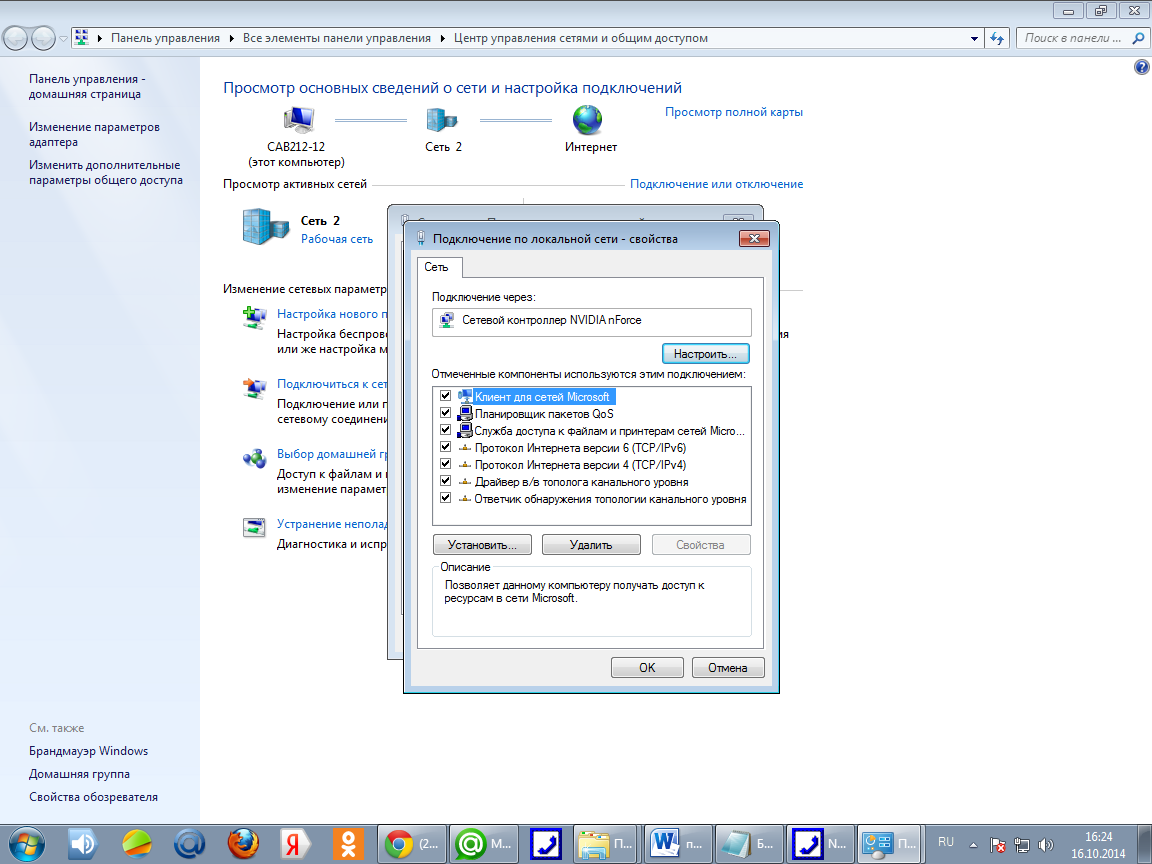 Панель управления
Все элементы панели управления
Центр управления сетями и общим доступом
Поиск в панели ...
Панель управления -
домашняя страница
Изменение параметров
адаптера
Изменить дополнительные
параметры общего доступа
Просмотр основных сведений о сети и настройка подключений
CAB212-12
(этот компьютер)
Сеть 2
Интернет
Просмотр полной карты
Просмотр активных сетей
Подключение или отключение
Сеть 2
Рабочая сеть
Изменение сетевых параметр
Настройка нового п
Настройка беспрово
или же настройка м
Подключиться к сет
Подключение или п
сетевому соединени
Выбор домашней гр
Доступ к файлам и
изменение параметр
Устранение неполад
Диагностика и испр
Подключение по локальной сети - свойства
Сеть
Подключение через:
Сетевой контроллер NVIDIA nForce
Настроить...
Отмеченные компоненты используются этим подключением:
Клиент для сетей Microsoft
Планировщик пакетов QoS
Служба доступа к файлам и принтерам сетей Micro...
Протокол Интернета версии 6 (TCP/IPv6)
Протокол Интернета версии 4 (TCP/IPv4)
Драйвер в/в тополога канального уровня
Ответчик обнаружения топологии канального уровня
Установить...
Удалить
Свойства
Описание
Позволяет данному компьютеру получать доступ к
ресурсам в сети Microsoft.
OK
Отмена
См. также
Брандмауэр Windows
Домашняя группа
Свойства обозревателя
(2...
М...
П...
п...
Б...
N...
П...
RU
16:24
16.10.2014